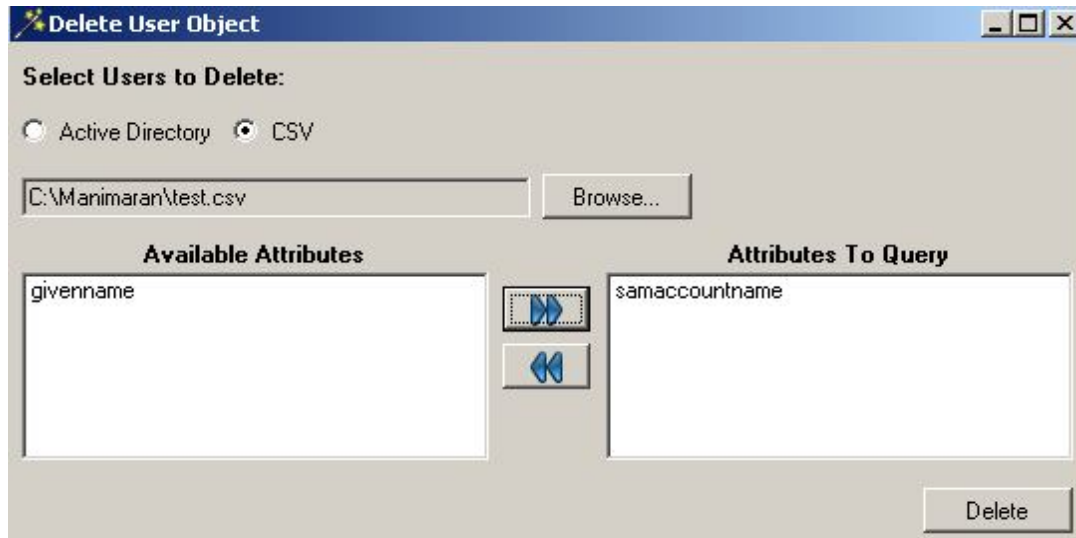 Delete User Object
Select Users to Delete:
Active Directory CSV
C:\Manimaran\test.csv Browse...
Available Attributes Attributes To Query
givenname samaccountname
Delete